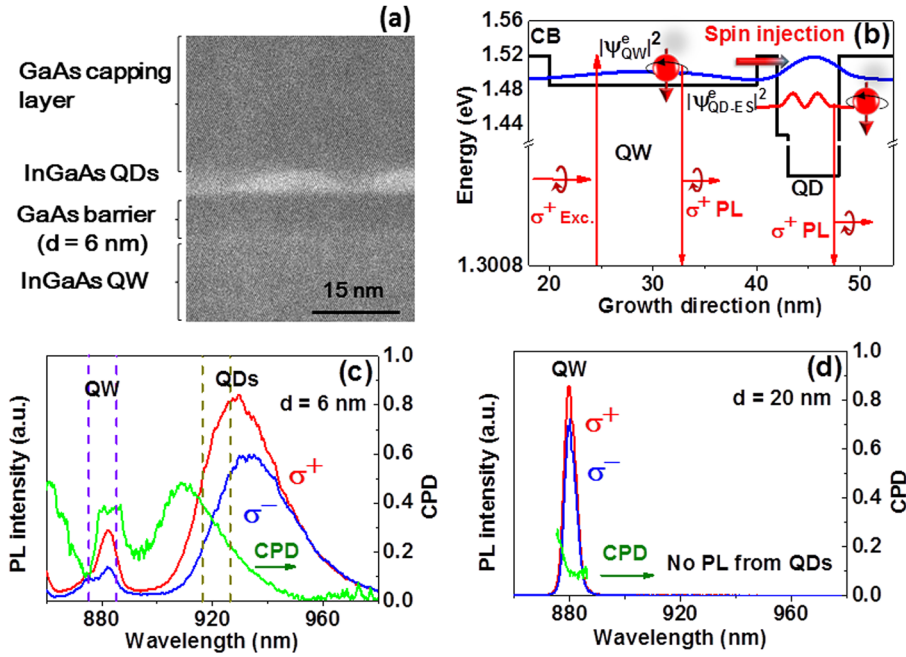 (a)
GaAs capping
layer
InGaAs QDs
GaAs barrier
(d = 6 nm)
InGaAs QW
15 nm
(b)
1.56
1.52
1.48
1.44
1.3008
Energy (eV)
CB
|Ψ^e_QW|^2
Spin injection
|Ψ^e_QD-ES|^2
QW
QD
σ^+ Exc.
σ^+ PL
σ^+ PL
20 30 40 50
Growth direction (nm)
(c)
QW
QDs
d = 6 nm
σ^+
σ^−
CPD
PL intensity (a.u.)
1.0
0.8
0.6
0.4
0.2
0.0
CPD
880 920 960
Wavelength (nm)
(d)
QW
d = 20 nm
σ^+
σ^−
CPD
No PL from QDs
PL intensity (a.u.)
1.0
0.8
0.6
0.4
0.2
0.0
CPD
880 920 960
Wavelength (nm)